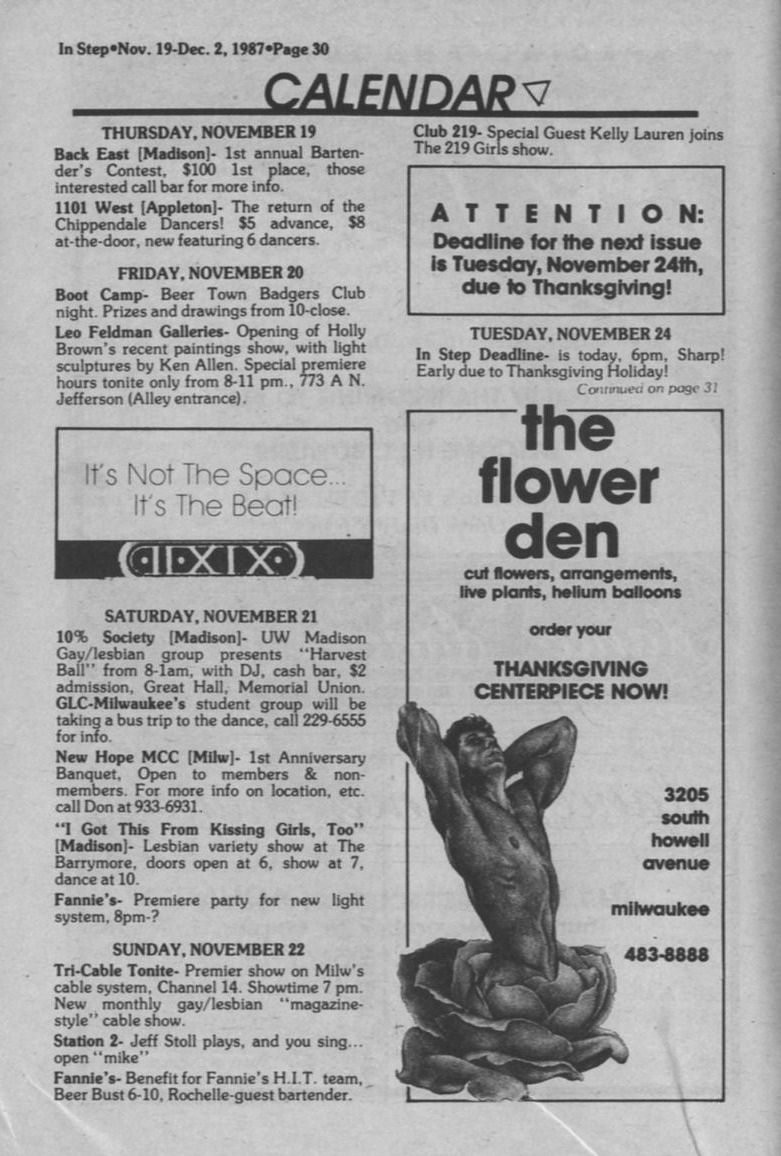 In Step•Nov. 19-Dec. 2, 1987•Page 30
CALENDAR
THURSDAY, NOVEMBER 19
Back East [Madison]- 1st annual Barten-
der's Contest, $100 1st place, those
interested call bar for more info.
1101 West [Appleton]- The return of the
Chippendale Dancers! $5 advance, $8
at-the-door, new featuring 6 dancers.
FRIDAY, NOVEMBER 20
Boot Camp- Beer Town Badgers Club
night. Prizes and drawings from 10-close.
Leo Feldman Galleries- Opening of Holly
Brown's recent paintings show, with light
sculptures by Ken Allen. Special premiere
hours tonite only from 8-11 pm., 773 A N.
Jefferson (Alley entrance).
It's Not The Space...
It's The Beat!
SATURDAY, NOVEMBER 21
10% Society [Madison]- UW Madison
Gay/lesbian group presents "Harvest
Ball" from 8-1am, with DJ, cash bar, $2
admission, Great Hall, Memorial Union.
GLC-Milwaukee's student group will be
taking a bus trip to the dance, call 229-6555
for info.
New Hope MCC [Milw]- 1st Anniversary
Banquet, Open to members & non-
members. For more info on location, etc.
call Don at 933-6931.
"I Got This From Kissing Girls, Too"
[Madison]- Lesbian variety show at The
Barrymore, doors open at 6, show at 7,
dance at 10.
Fannie's- Premiere party for new light
system, 8pm-?
SUNDAY, NOVEMBER 22
Tri-Cable Tonite- Premier show on Milw's
cable system, Channel 14. Showtime 7 pm.
New monthly gay/lesbian "magazine-
style" cable show.
Station 2- Jeff Stoll plays, and you sing...
open "mike"
Fannie's- Benefit for Fannie's H.I.T. team,
Beer Bust 6-10, Rochelle-guest bartender.
Club 219- Special Guest Kelly Lauren joins
The 219 Girls show.
ATTENTION:
Deadline for the next issue
is Tuesday, November 24th,
due to Thanksgiving!
TUESDAY, NOVEMBER 24
In Step Deadline- is today, 6pm, Sharp!
Early due to Thanksgiving Holiday!
Continued on page 31
the
flower
den
cut flowers, arrangements,
live plants, helium balloons
order your
THANKSGIVING
CENTERPIECE NOW!
3205
south
howell
avenue
milwaukee
483-8888